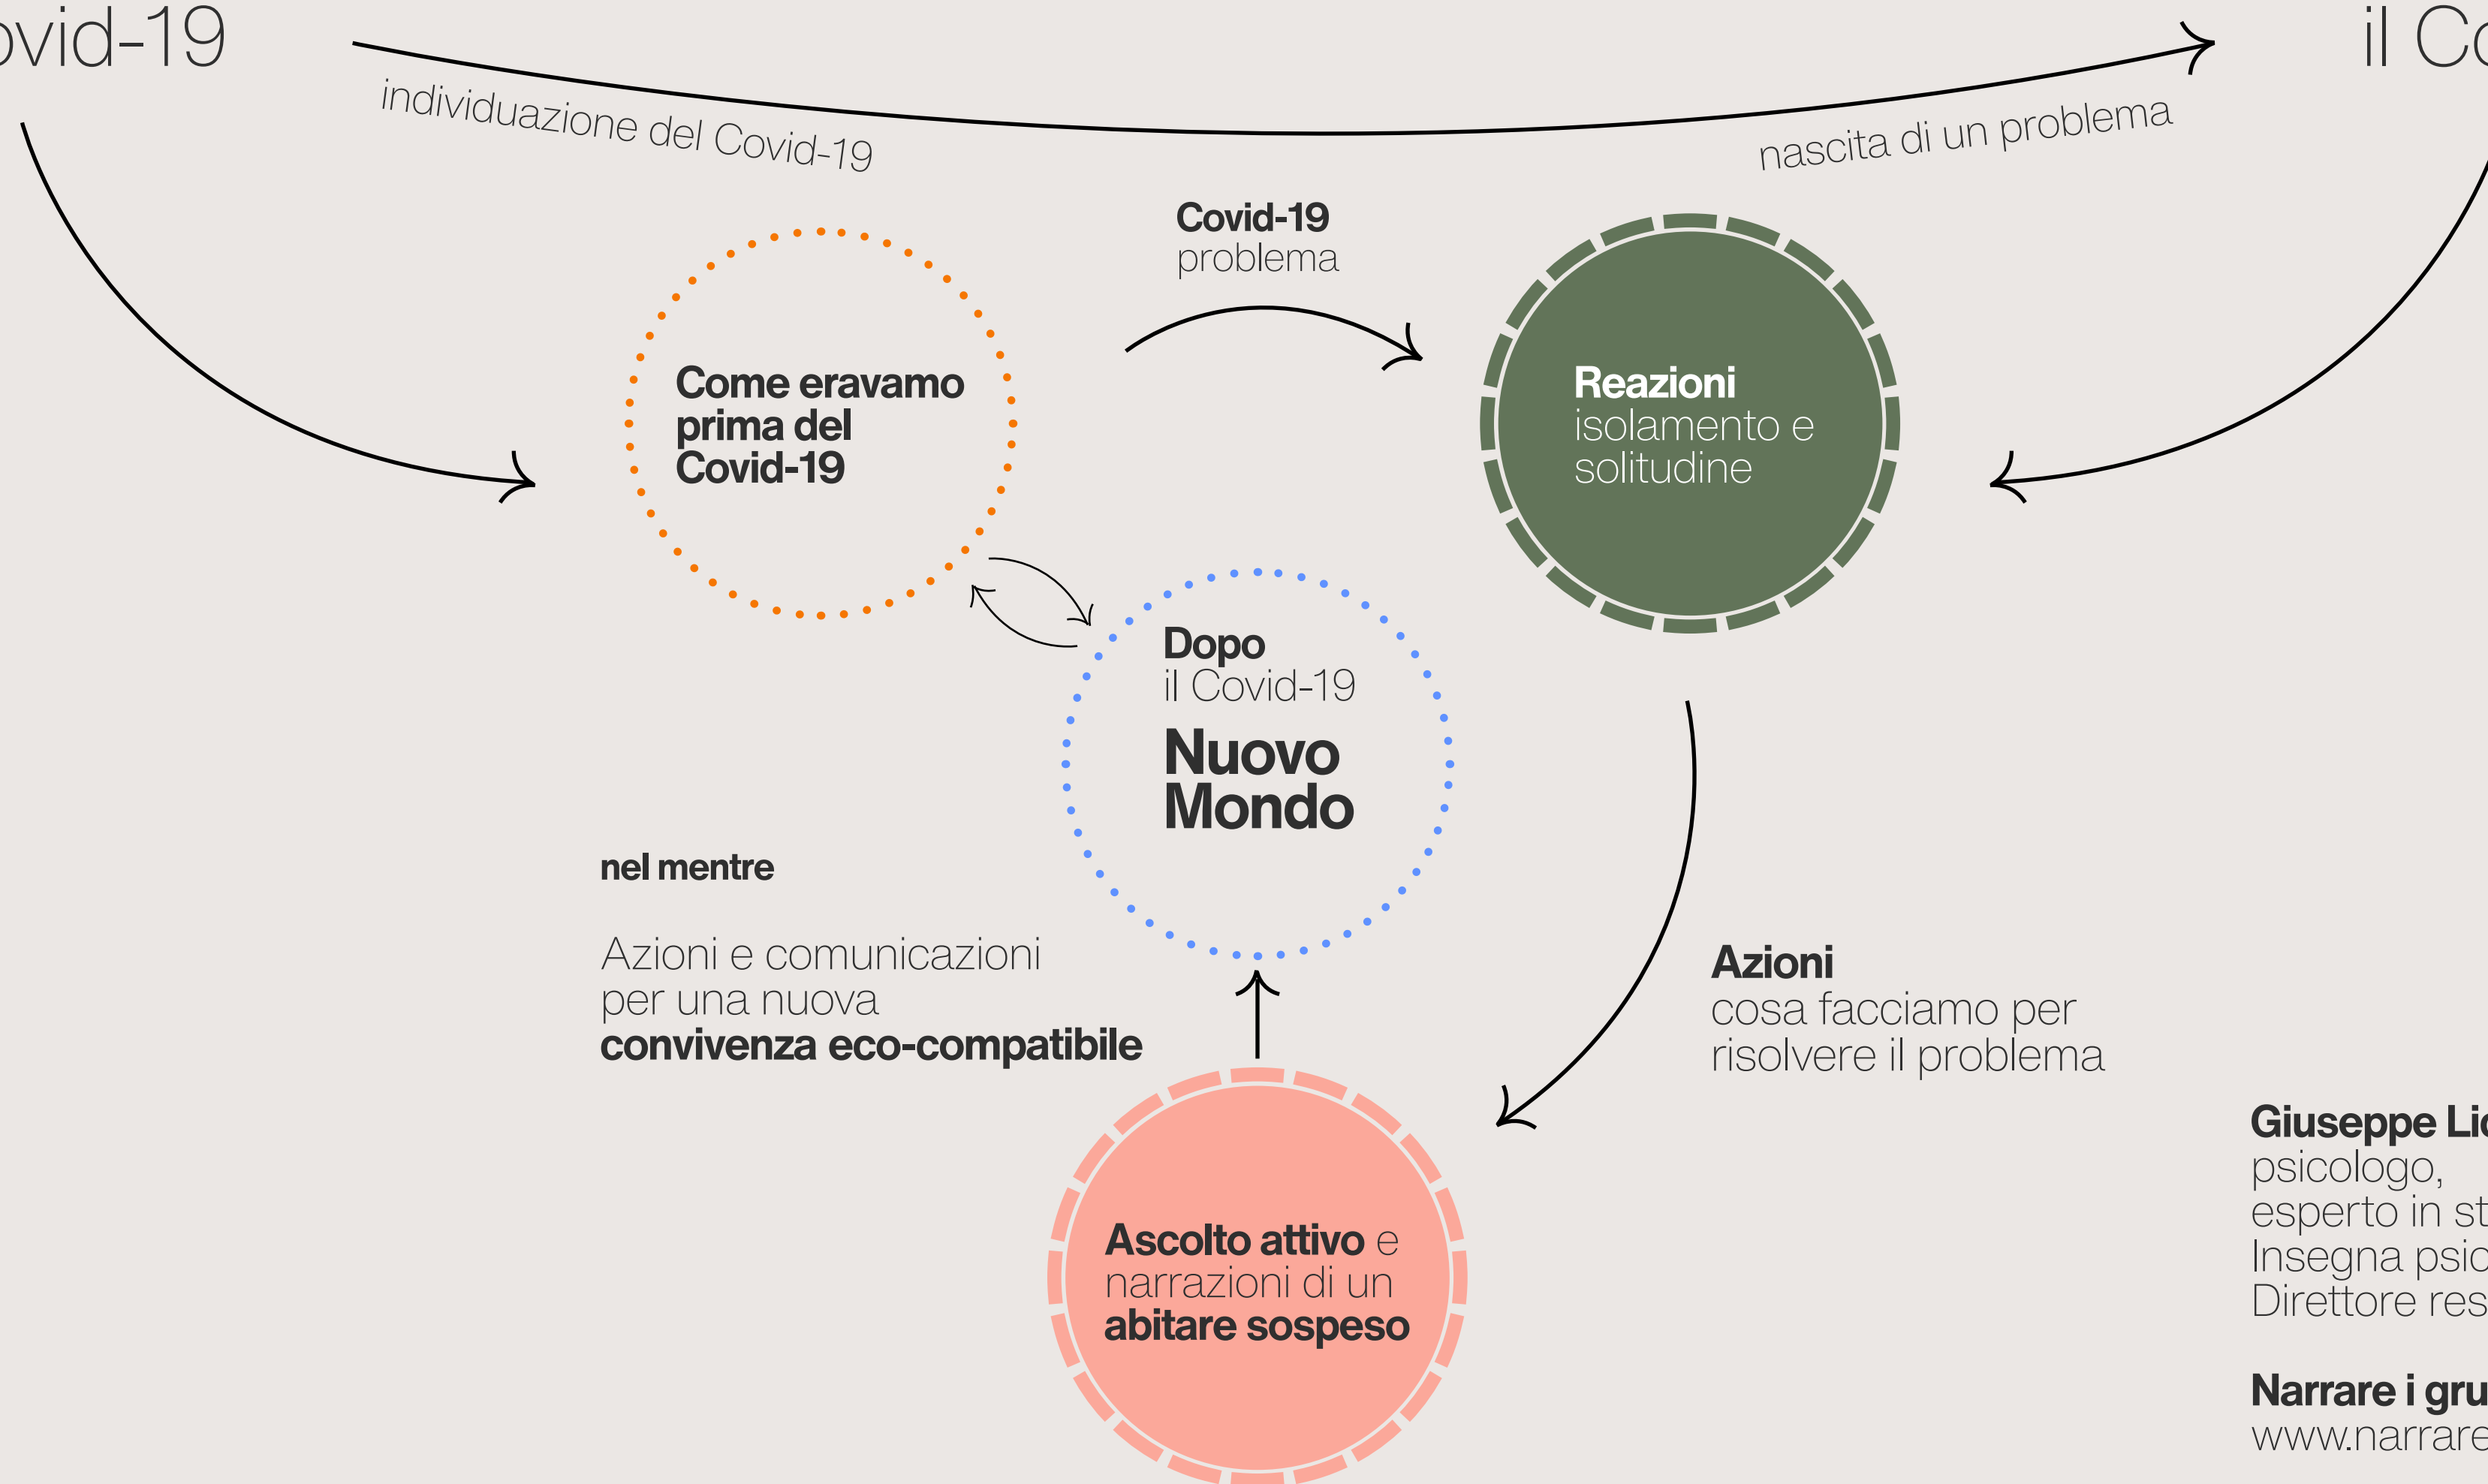 ovid-19
il Co
individuazione del Covid-19
nascita di un problema
Covid-19
problema
Come eravamo
prima del
Covid-19
Reazioni
isolamento e
solitudine
Dopo
il Covid-19
Nuovo
Mondo
nel mentre
Azioni e comunicazioni
per una nuova
convivenza eco-compatibile
Azioni
cosa facciamo per
risolvere il problema
Ascolto attivo e
narrazioni di un
abitare sospeso
Giuseppe Lic
psicologo,
esperto in st
Insegna psic
Direttore res
Narrare i gru
www.narrare